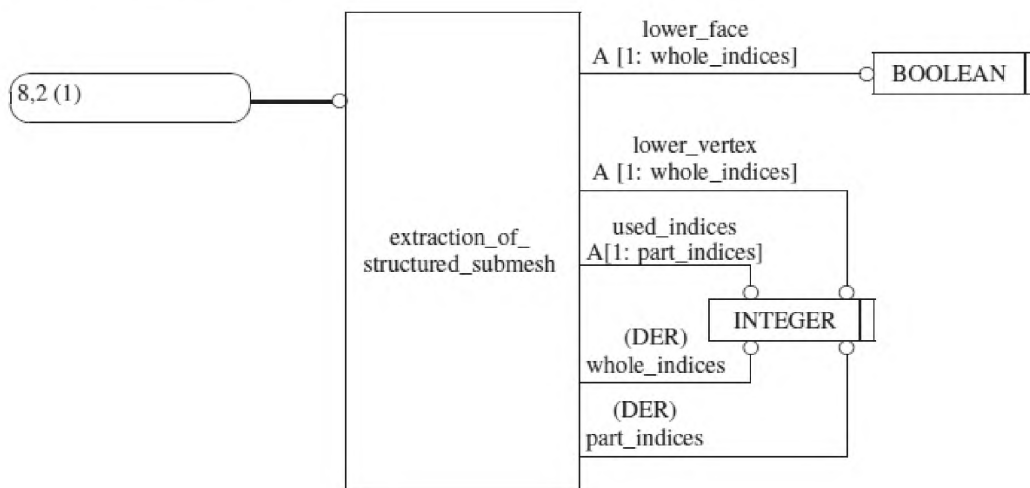 8,2 (1)
extraction_of_
structured_submesh
lower_face
A [1: whole_indices]
BOOLEAN
lower_vertex
A [1: whole_indices]
used_indices
A[1: part_indices]
INTEGER
(DER)
whole_indices
(DER)
part_indices